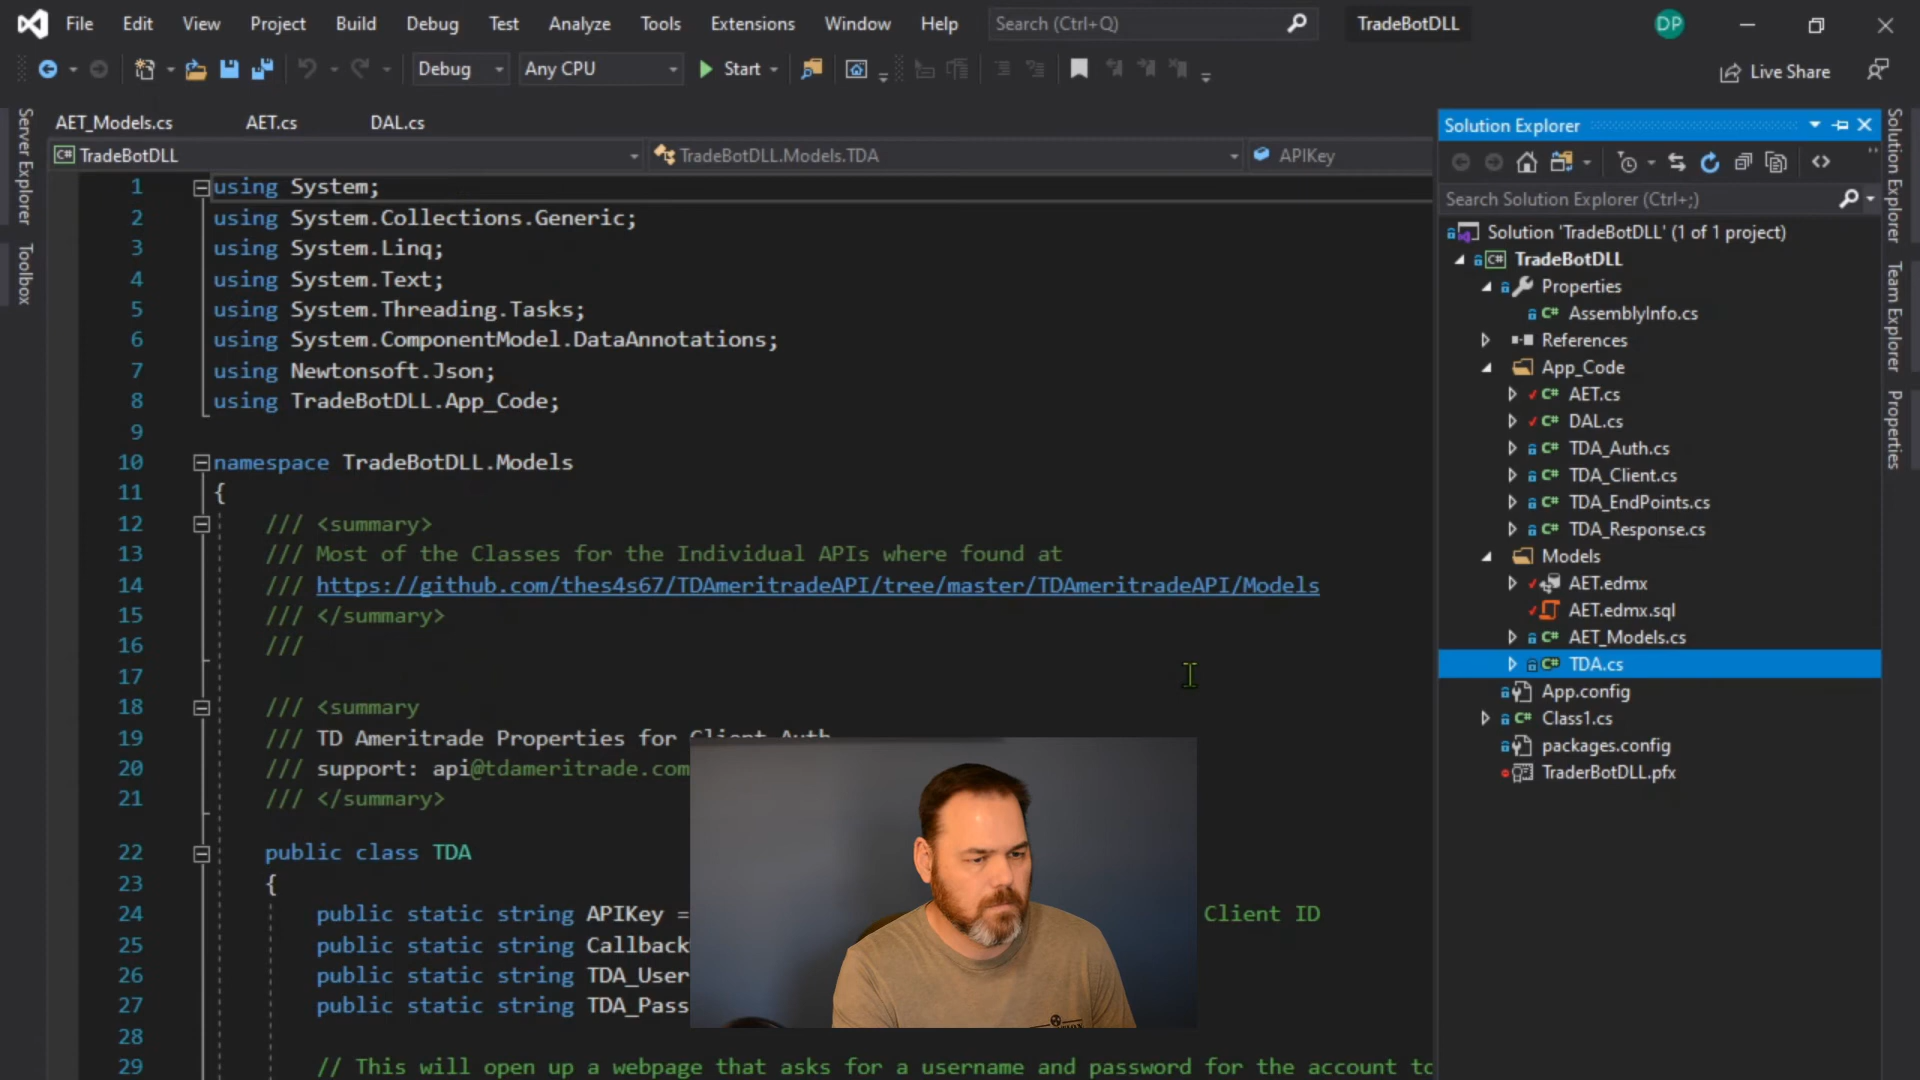 File Edit View Project Build Debug Test Analyze Tools Extensions Window Help Search (Ctrl+Q) TradeBotDLL DP
Debug Any CPU Start Live Share
Server Explorer
Toolbox
AET_Models.cs AET.cs DAL.cs
TradeBotDLL TradeBotDLL.Models.TDA APIKey
1 using System;
2 using System.Collections.Generic;
3 using System.Linq;
4 using System.Text;
5 using System.Threading.Tasks;
6 using System.ComponentModel.DataAnnotations;
7 using Newtonsoft.Json;
8 using TradeBotDLL.App_Code;
9
10 namespace TradeBotDLL.Models
11 {
12 /// <summary>
13 /// Most of the Classes for the Individual APIs where found at
14 /// https://github.com/thes4s67/TDAmeritradeAPI/tree/master/TDAmeritradeAPI/Models
15 /// </summary>
16 ///
17
18 /// <summary
19 /// TD Ameritrade Properties for Client Auth
20 /// support: api@tdameritrade.com
21 /// </summary>
22 public class TDA
23 {
24 public static string APIKey = Client ID
25 public static string Callback
26 public static string TDA_User
27 public static string TDA_Pass
28
29 // This will open up a webpage that asks for a username and password for the account to
Solution Explorer
Search Solution Explorer (Ctrl+;)
Solution 'TradeBotDLL' (1 of 1 project)
TradeBotDLL
Properties
AssemblyInfo.cs
References
App_Code
AET.cs
DAL.cs
TDA_Auth.cs
TDA_Client.cs
TDA_EndPoints.cs
TDA_Response.cs
Models
AET.edmx
AET.edmx.sql
AET_Models.cs
TDA.cs
App.config
Class1.cs
packages.config
TraderBotDLL.pfx
Solution Explorer
Team Explorer
Properties